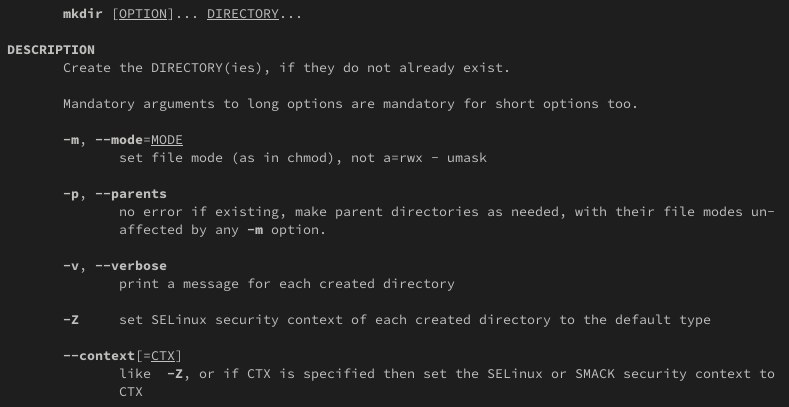 mkdir [OPTION]... DIRECTORY...
DESCRIPTION
Create the DIRECTORY(ies), if they do not already exist.
Mandatory arguments to long options are mandatory for short options too.
-m, --mode=MODE
set file mode (as in chmod), not a=rwx - umask
-p, --parents
no error if existing, make parent directories as needed, with their file modes un-
affected by any -m option.
-v, --verbose
print a message for each created directory
-Z     set SELinux security context of each created directory to the default type
--context[=CTX]
like  -Z, or if CTX is specified then set the SELinux or SMACK security context to
CTX